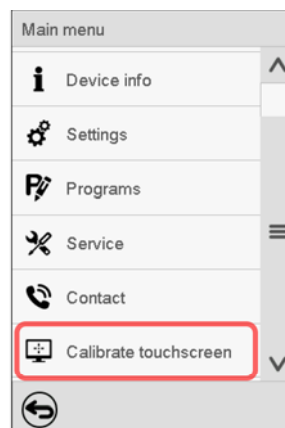 Main menu
Device info
Settings
Programs
Service
Contact
Calibrate touchscreen